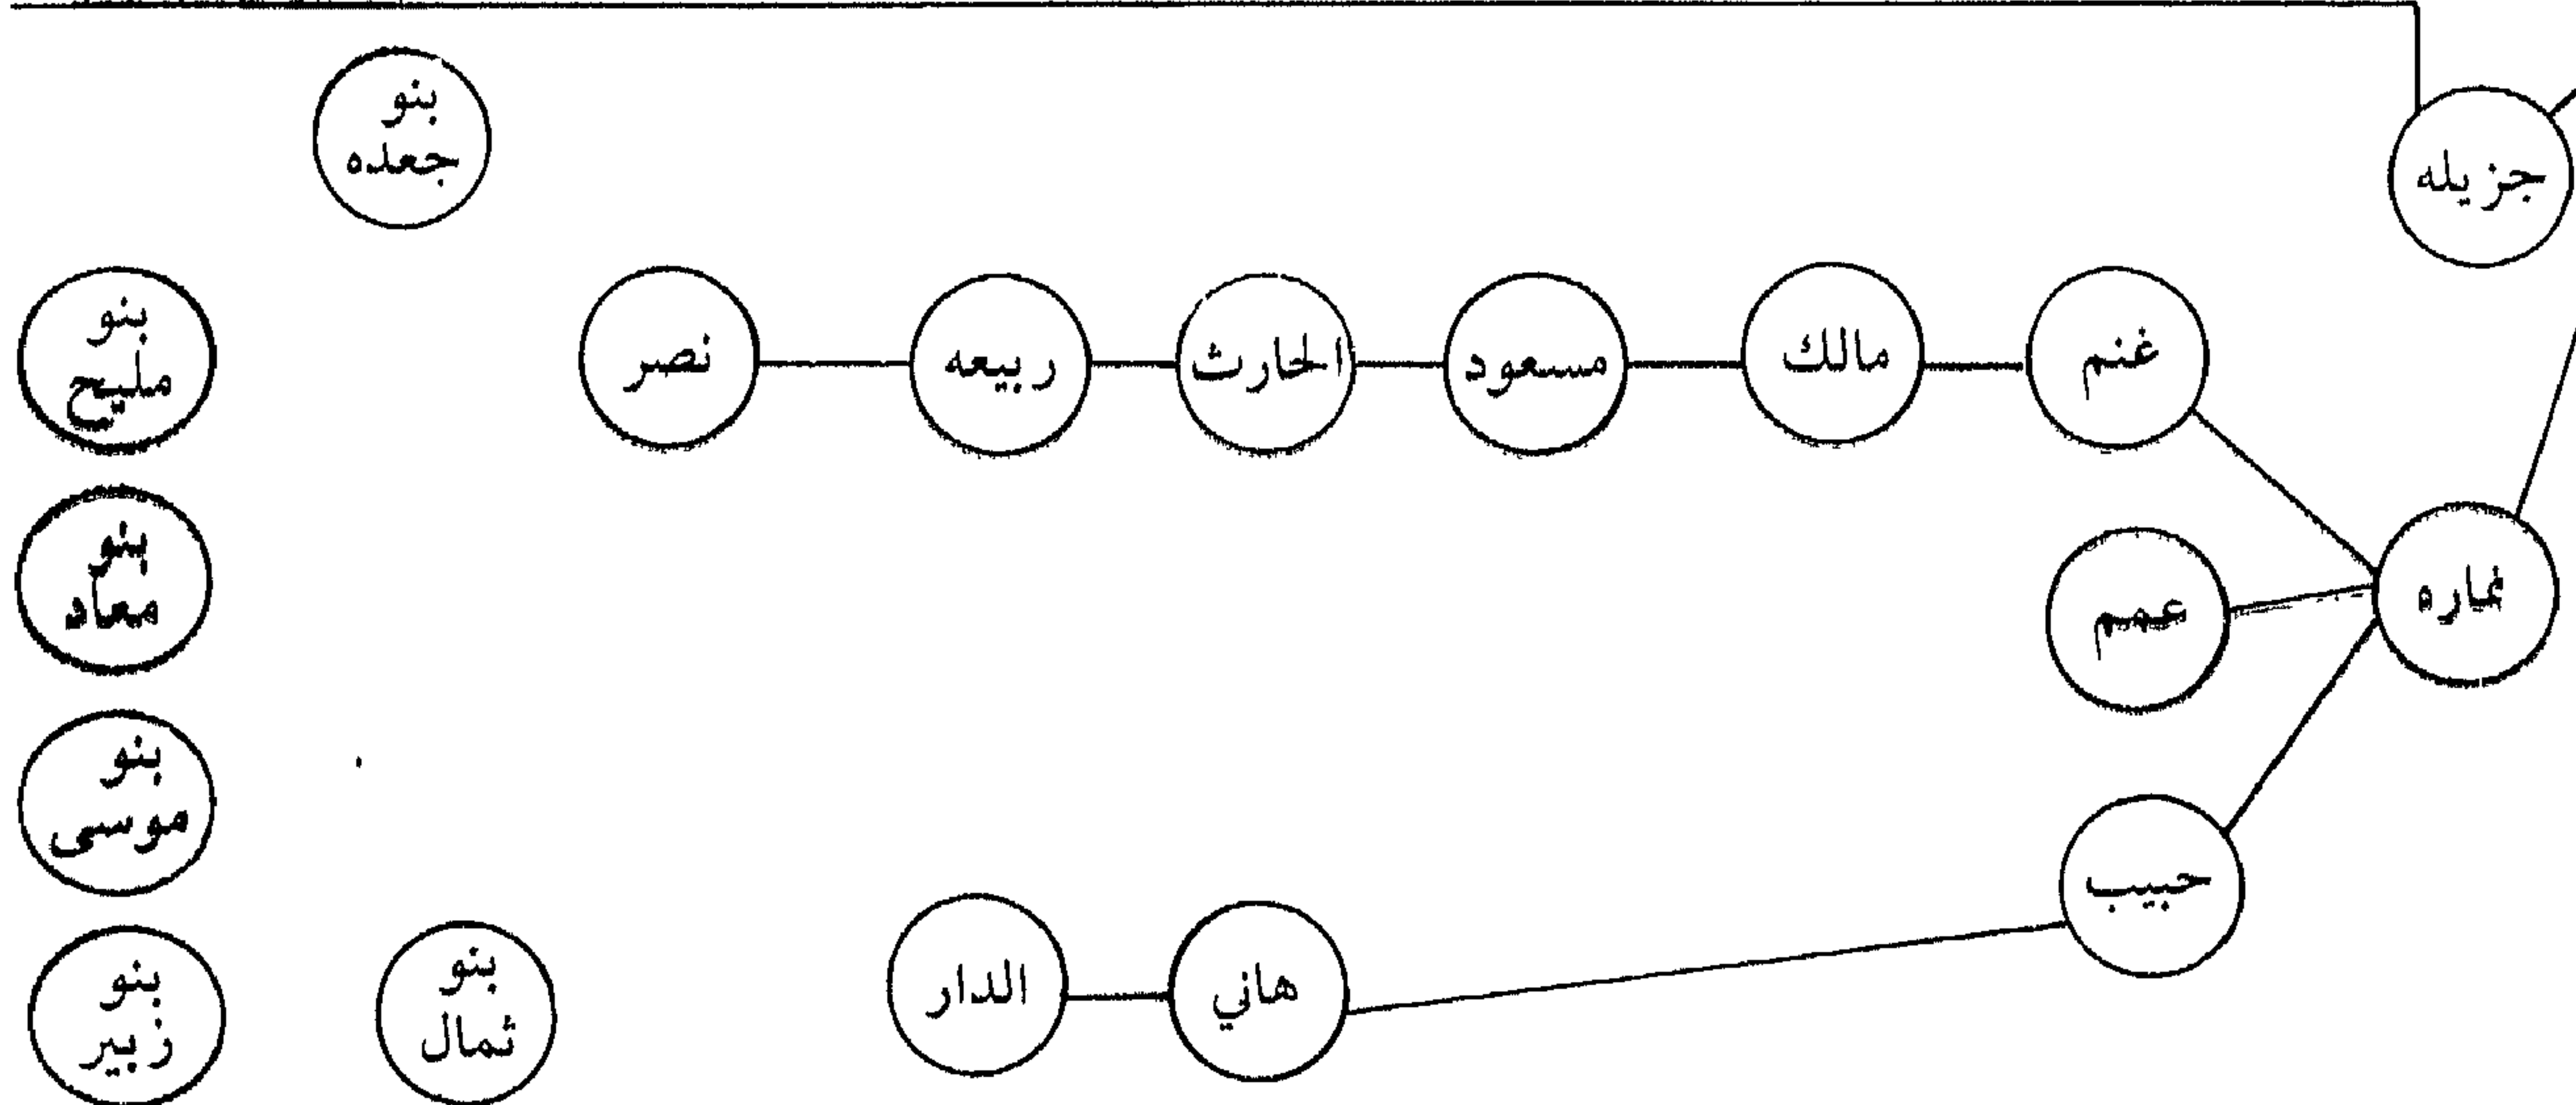 بنو
جعده
جزيله
غنم
مالك
مسعود
الحارث
ربيعه
نصر
بنو
مليح
نماره
عمم
بنو
معاد
بنو
موسى
حبيب
هاني
الدار
بنو
ثمال
بنو
زبير